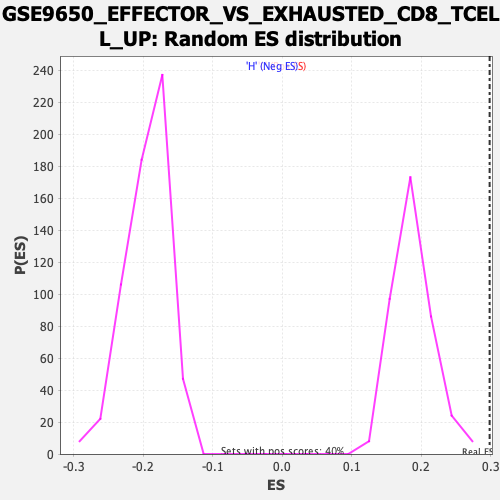 GSE9650_EFFECTOR_VS_EXHAUSTED_CD8_TCEL
L_UP: Random ES distribution
'H' (Neg ES)S)
240
220
200
180
160
140
120
100
80
60
40
20
0
P(ES)
Sets with pos scores: 40%
Real ES
-0.3 -0.2 -0.1 0.0 0.1 0.2 0.3
ES